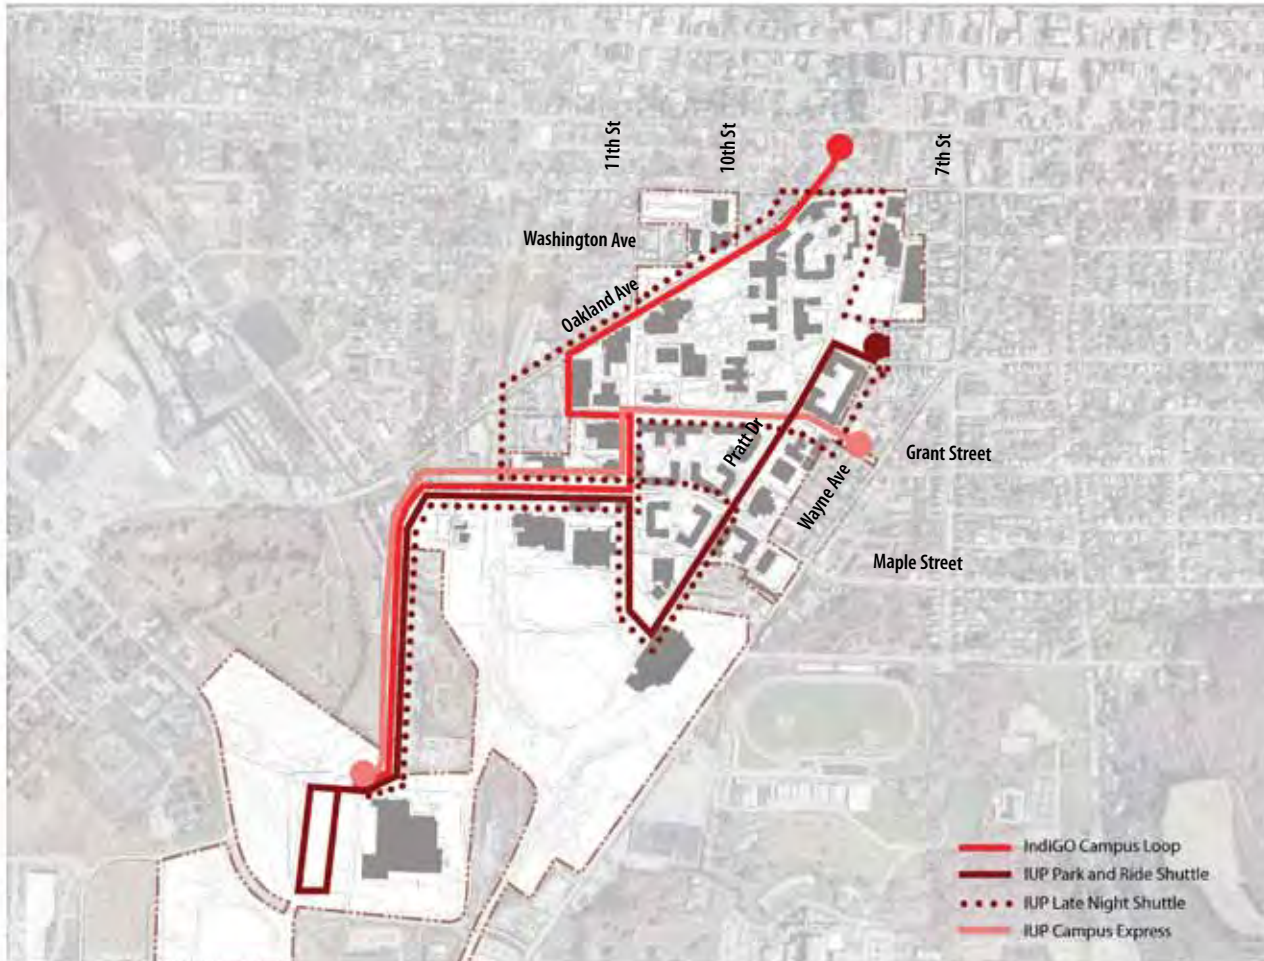 11th St
10th St
7th St
Washington Ave
Oakland Ave
Pratt Dr
Grant Street
Wayne Ave
Maple Street
IndiGO Campus Loop
IUP Park and Ride Shuttle
IUP Late Night Shuttle
IUP Campus Express